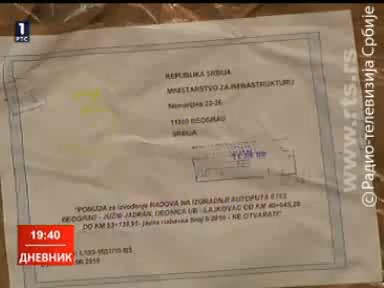 1
РТС
REPUBLIKA SRBIJA
MNISTARSTVO ZA INFRASTRUKTURU
Nemanjina 22-26
11000 BEOGRAD
SRBIJA
"PONUDA za izvođenje RADOVA NA IZGRADNJI AUTOPUTA E763
BEOGRAD - JUŽNI JADRAN, DEONICA UB - LAJKOVAC OD KM 40+645,28
DO KM 53+139,91- javna nabavka broj 5/2010 - NE OTVARATI"
19:40
ДНЕВНИК
www.rts.rs
© Радио-телевизија Србије